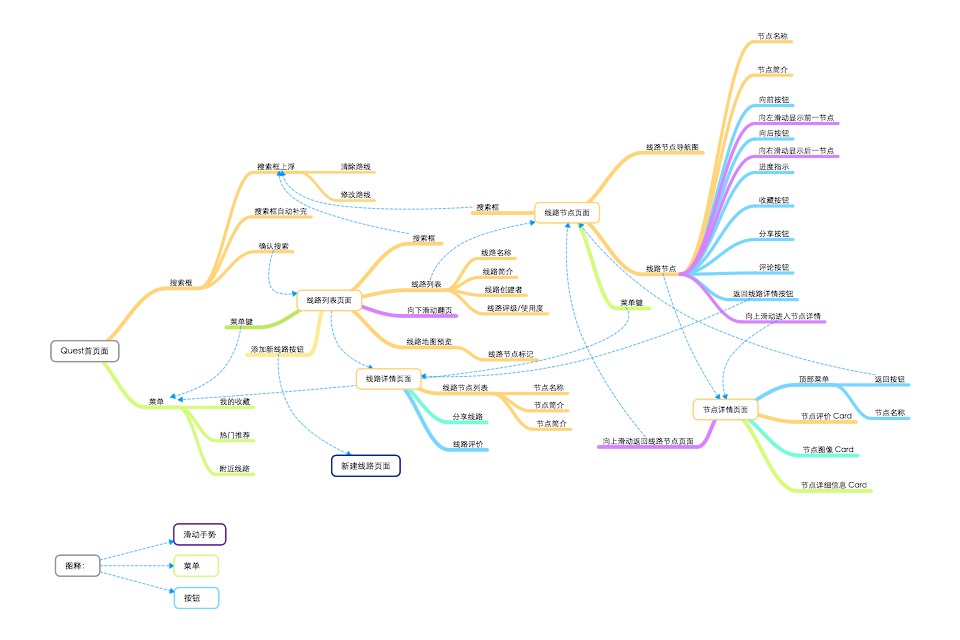 Quest首页面
搜索框
搜索框上浮
清除路线
修改路线
搜索框自动补完
确认搜索
菜单
我的收藏
热门推荐
附近线路
线路列表页面
搜索框
线路列表
线路名称
线路简介
线路创建者
线路评级/使用度
向下滑动翻页
线路地图预览
线路节点标记
菜单键
添加新线路按钮
线路详情页面
线路节点列表
节点名称
节点简介
节点简介
分享线路
线路评价
新建线路页面
线路节点页面
搜索框
线路节点导航图
线路节点
节点名称
节点简介
向前按钮
向左滑动显示前一节点
向后按钮
向右滑动显示后一节点
进度指示
收藏按钮
分享按钮
评论按钮
返回线路详情按钮
向上滑动进入节点详情
菜单键
节点详情页面
顶部菜单
返回按钮
节点名称
节点评价 Card
节点图像 Card
节点详细信息 Card
向上滑动返回线路节点页面
图释：
滑动手势
菜单
按钮